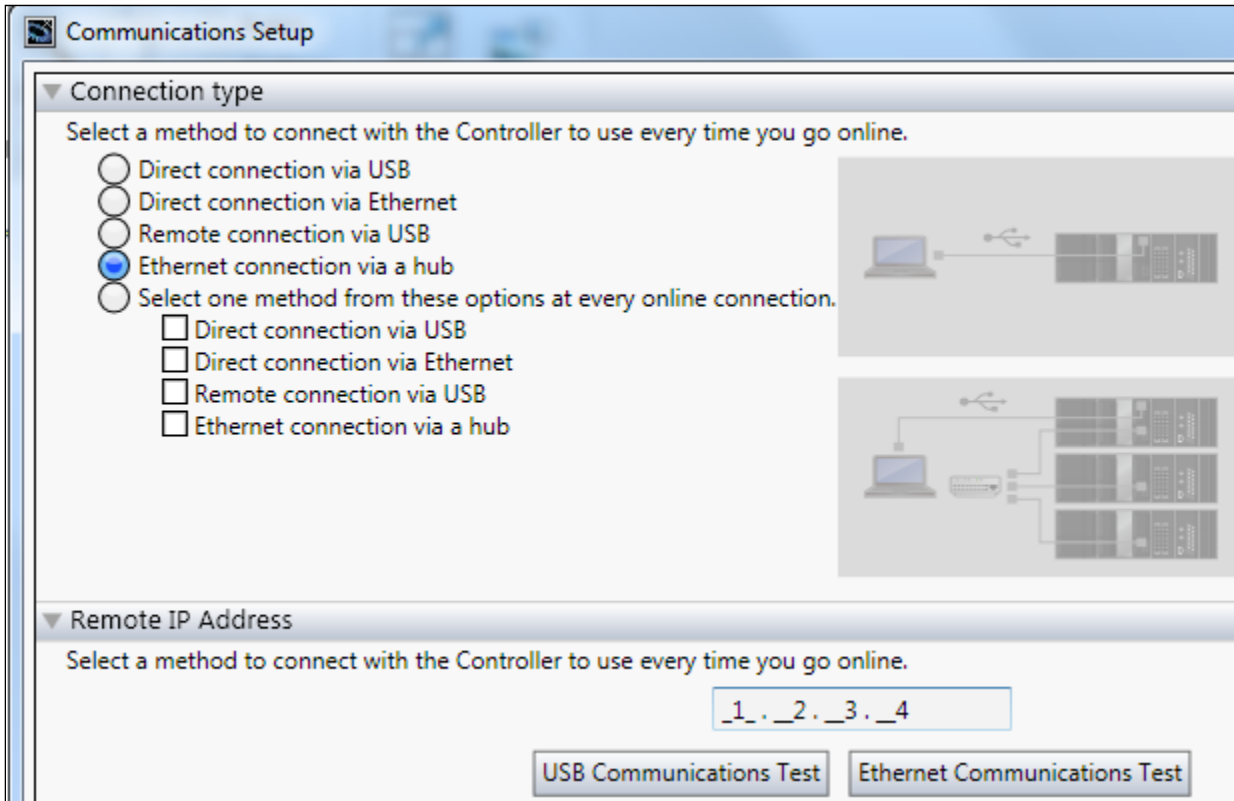 Communications Setup
Connection type
Select a method to connect with the Controller to use every time you go online.
Direct connection via USB
Direct connection via Ethernet
Remote connection via USB
Ethernet connection via a hub
Select one method from these options at every online connection.
Direct connection via USB
Direct connection via Ethernet
Remote connection via USB
Ethernet connection via a hub
Remote IP Address
Select a method to connect with the Controller to use every time you go online.
_1_ . __2 . __3 . __4
USB Communications Test Ethernet Communications Test